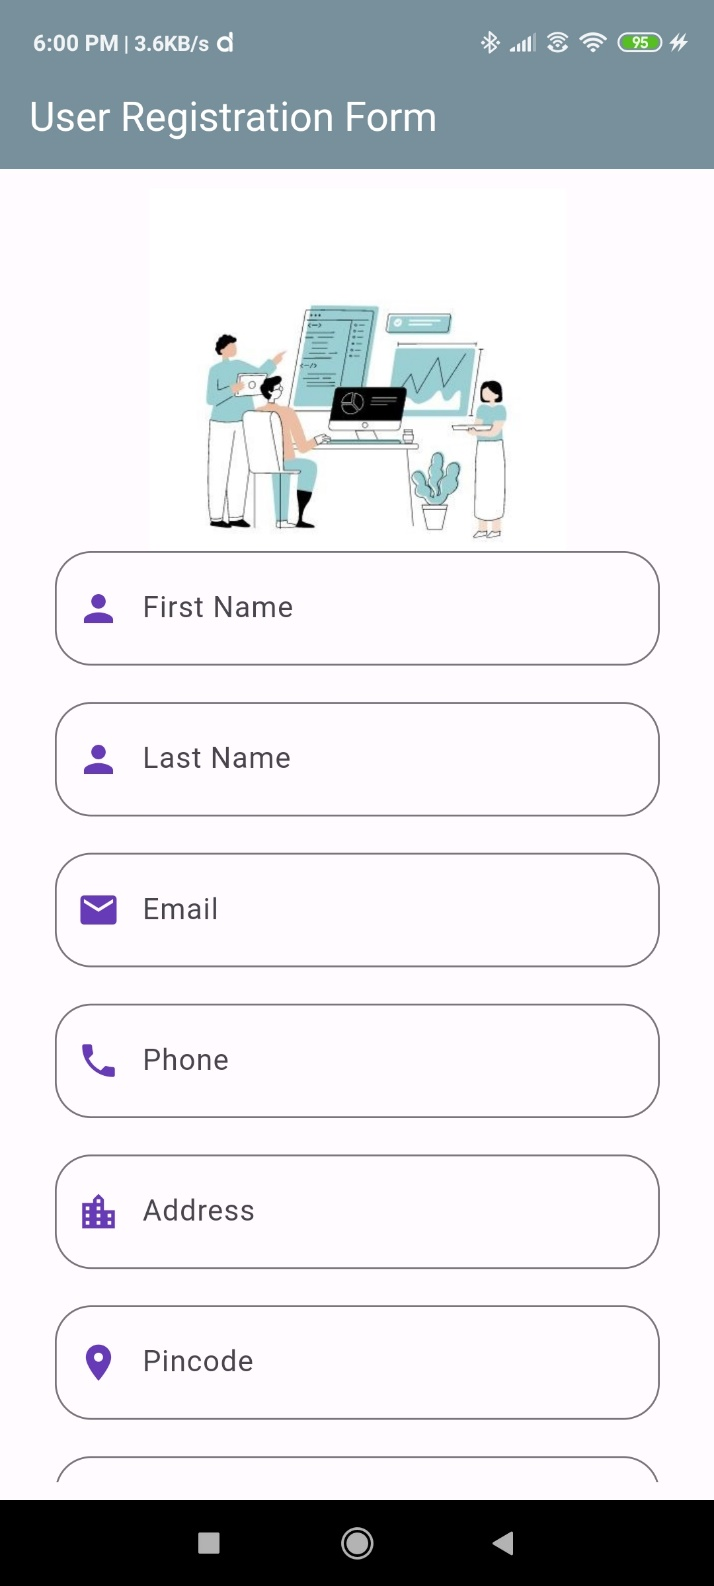 6:00 PM | 3.6KB/s d
95
User Registration Form
First Name
Last Name
Email
Phone
Address
Pincode